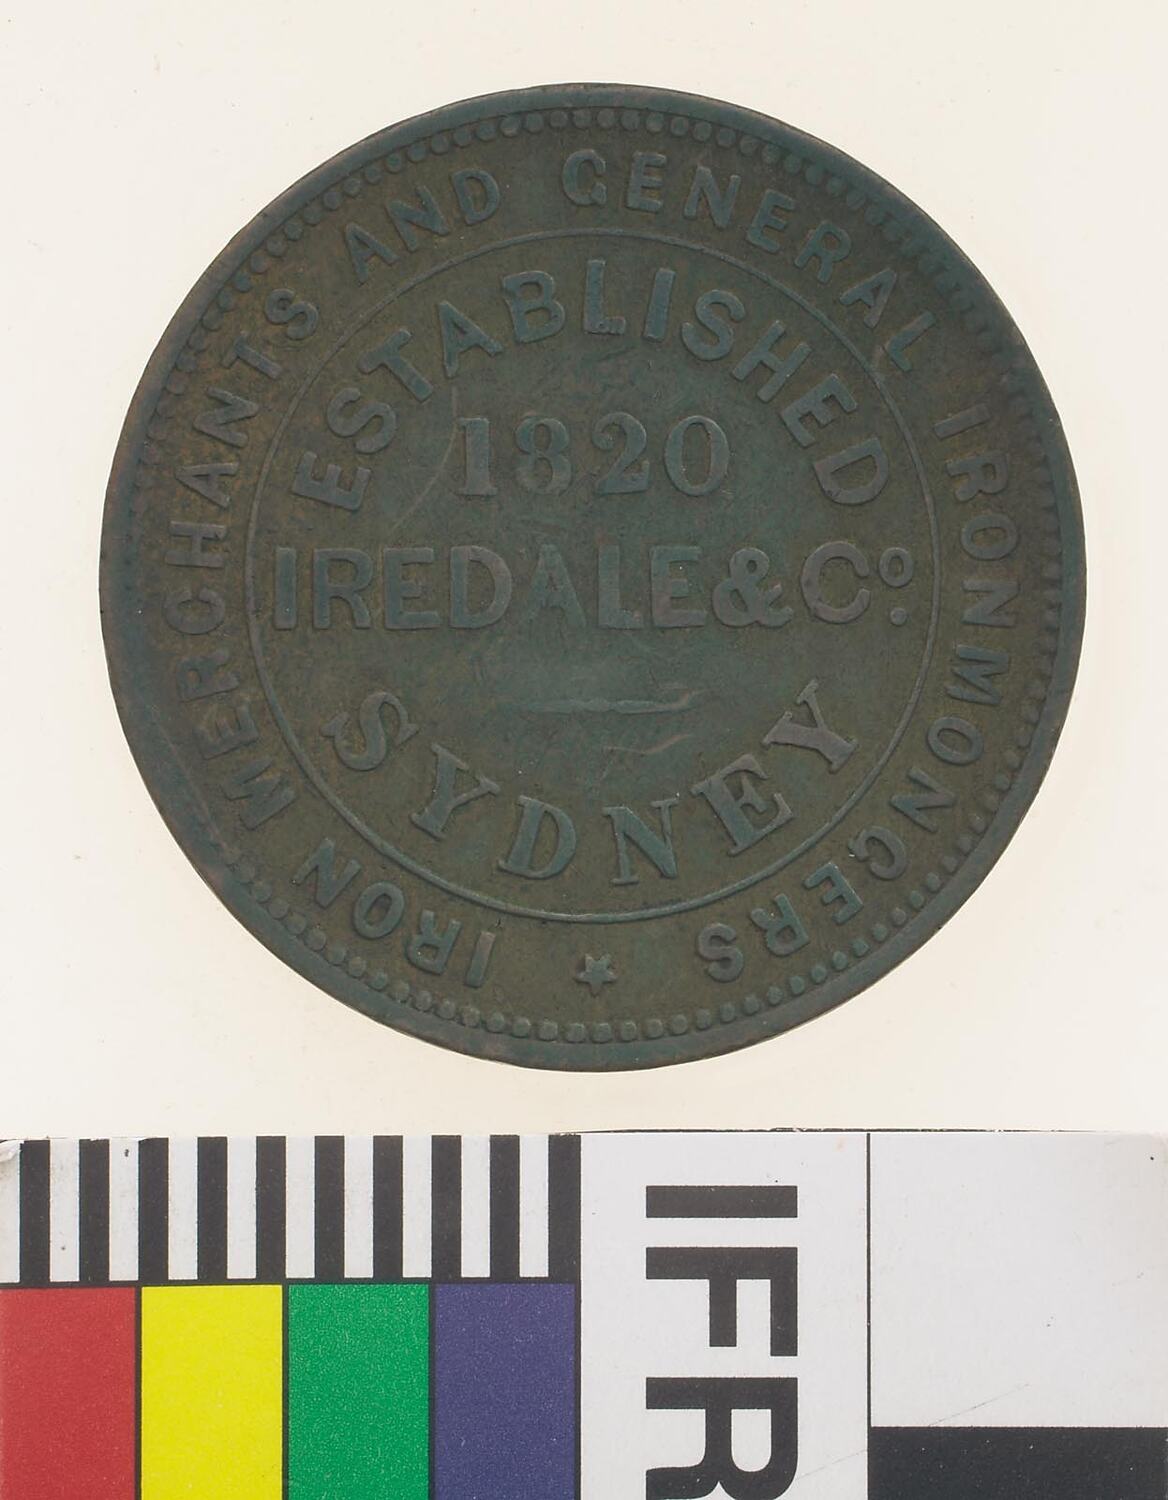 IRON MERCHANTS AND GENERAL IRONMONGERS
ESTABLISHED
1820
IREDALE & Co.
SYDNEY
IFR